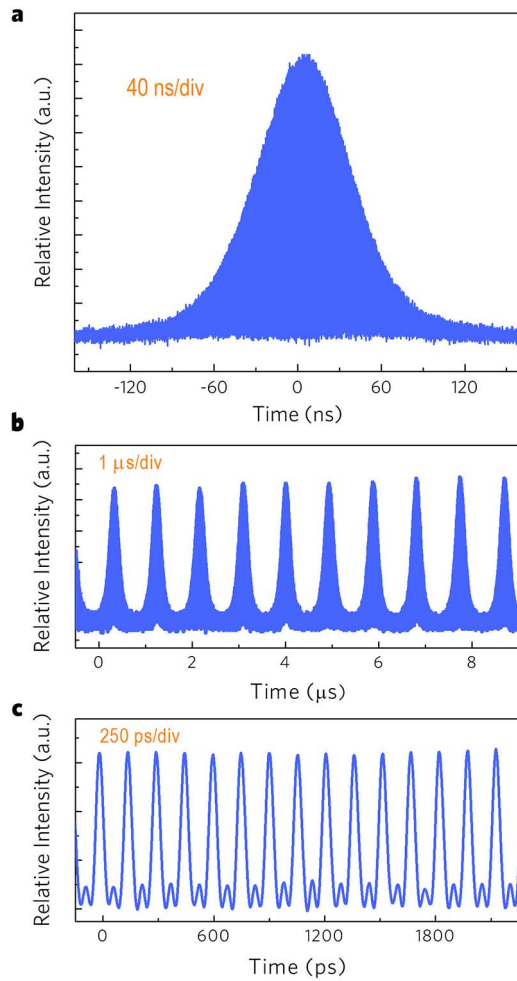 a
40 ns/div
Relative Intensity (a.u.)
-120 -60 0 60 120
Time (ns)
b
1 μs/div
Relative Intensity (a.u.)
0 2 4 6 8
Time (μs)
c
250 ps/div
Relative Intensity (a.u.)
0 600 1200 1800
Time (ps)